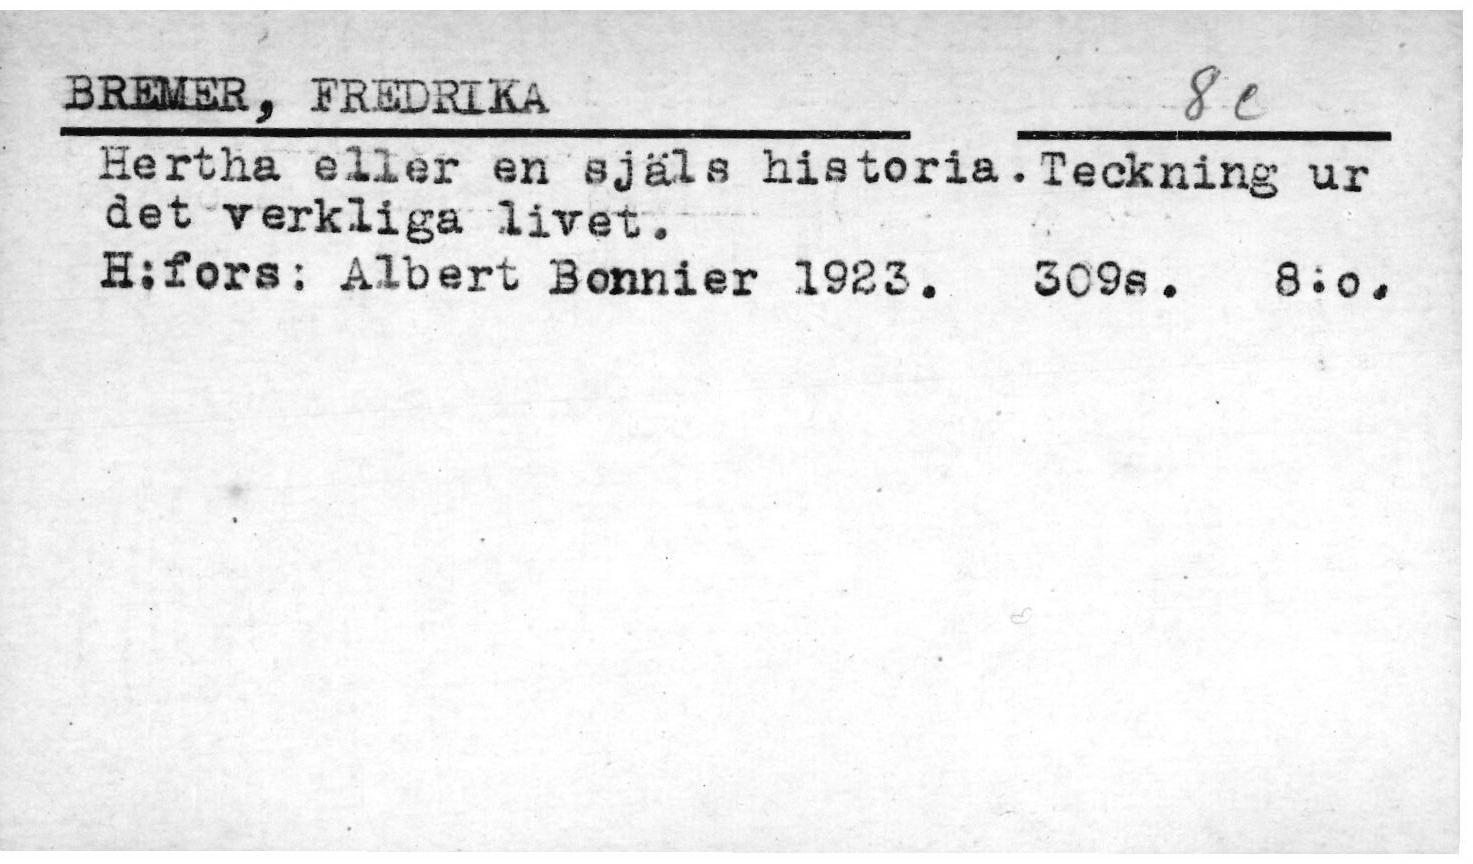 BREMER, FREDRIKA 8 e
Hertha eller en själs historia. Teckning ur
det verkliga livet.
H:fors: Albert Bonnier 1923. 309s. 8:o.